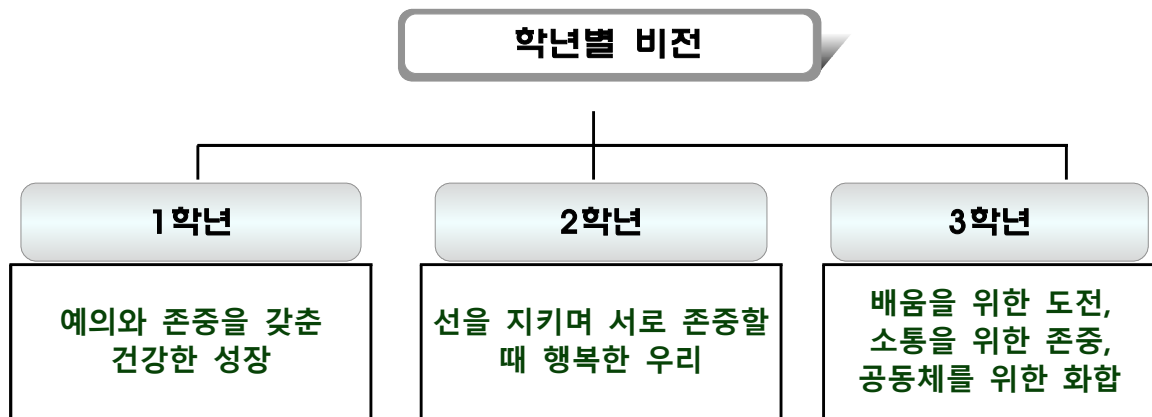 학년별 비전
1학년
2학년
3학년
예의와 존중을 갖춘
건강한 성장
선을 지키며 서로 존중할
때 행복한 우리
배움을 위한 도전,
소통을 위한 존중,
공동체를 위한 화합